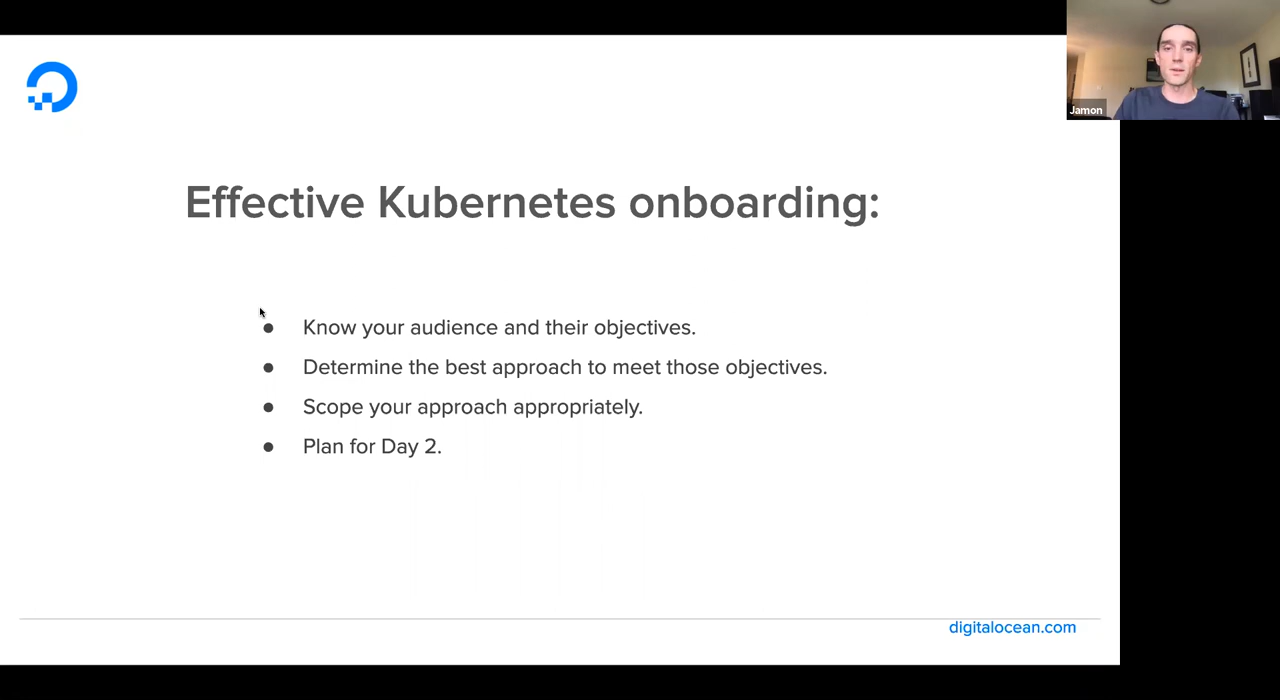 Jamon
Effective Kubernetes onboarding:
● Know your audience and their objectives.
● Determine the best approach to meet those objectives.
● Scope your approach appropriately.
● Plan for Day 2.
digitalocean.com